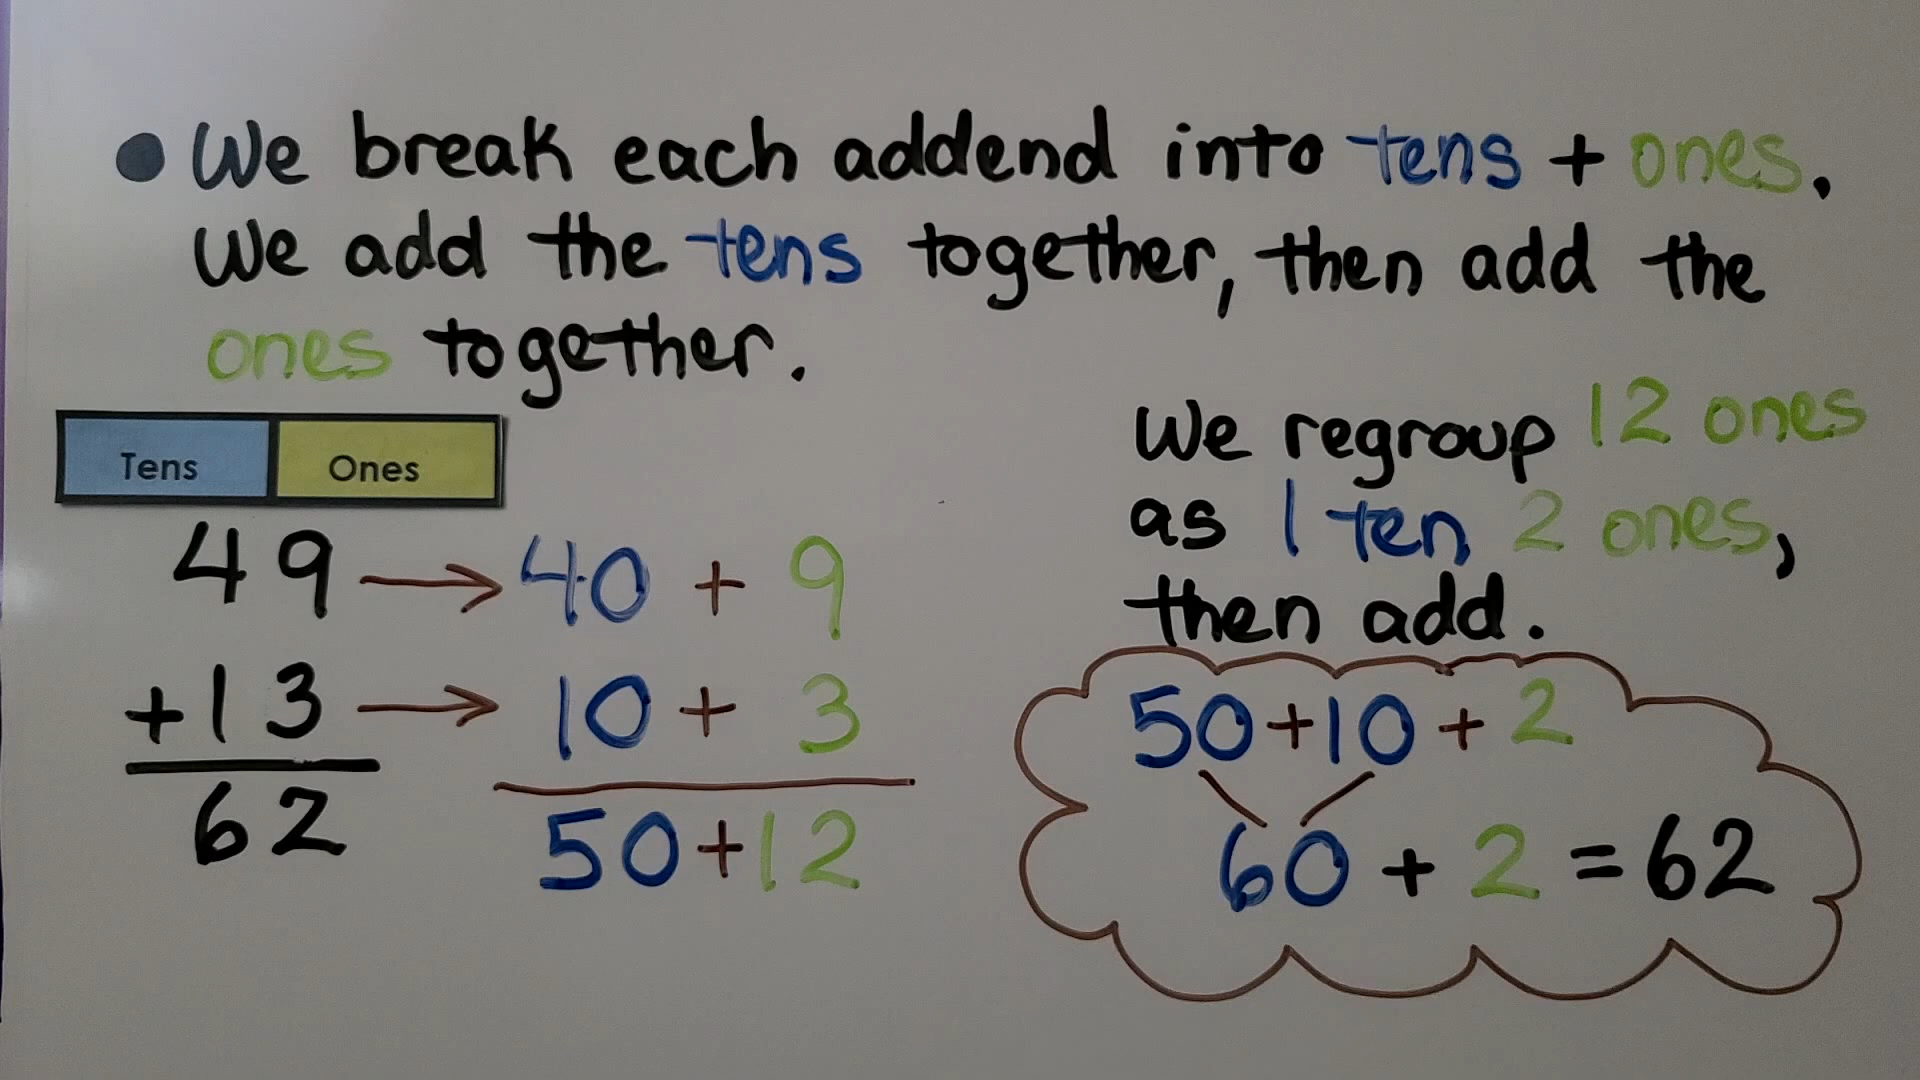 • We break each addend into tens + ones.
We add the tens together, then add the
ones together.
Tens Ones
49 → 40 + 9
+13 → 10 + 3
62 50+12
We regroup 12 ones
as 1 ten 2 ones,
then add.
50+10+2
60 + 2 = 62